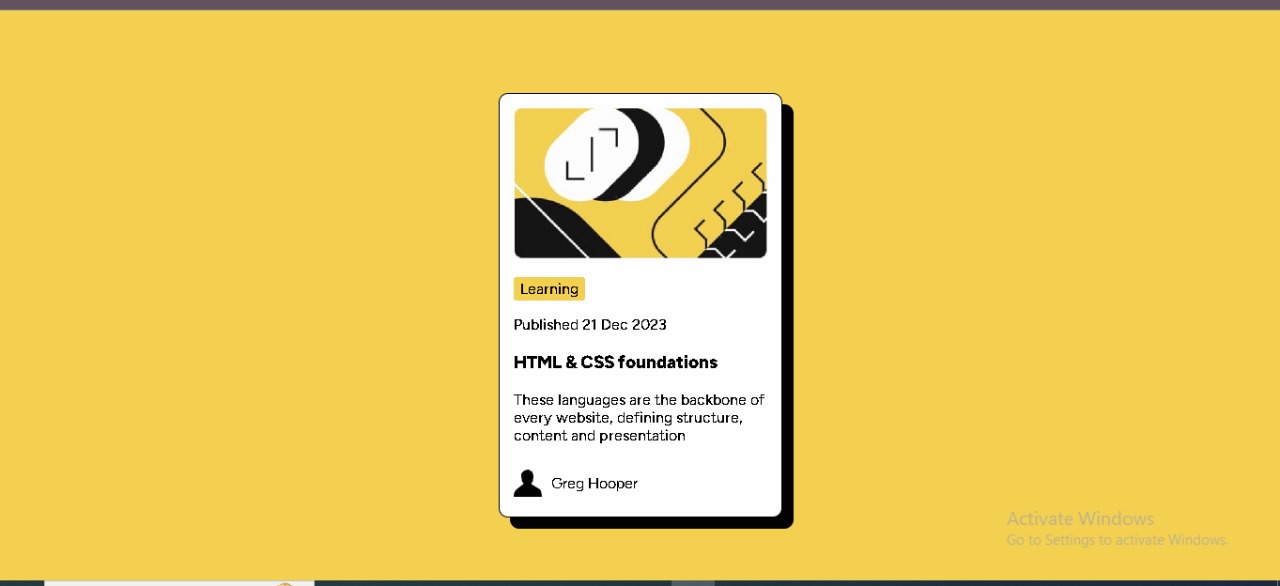 Learning
Published 21 Dec 2023
HTML & CSS foundations
These languages are the backbone of
every website, defining structure,
content and presentation
Greg Hooper
Activate Windows
Go to Settings to activate Windows.